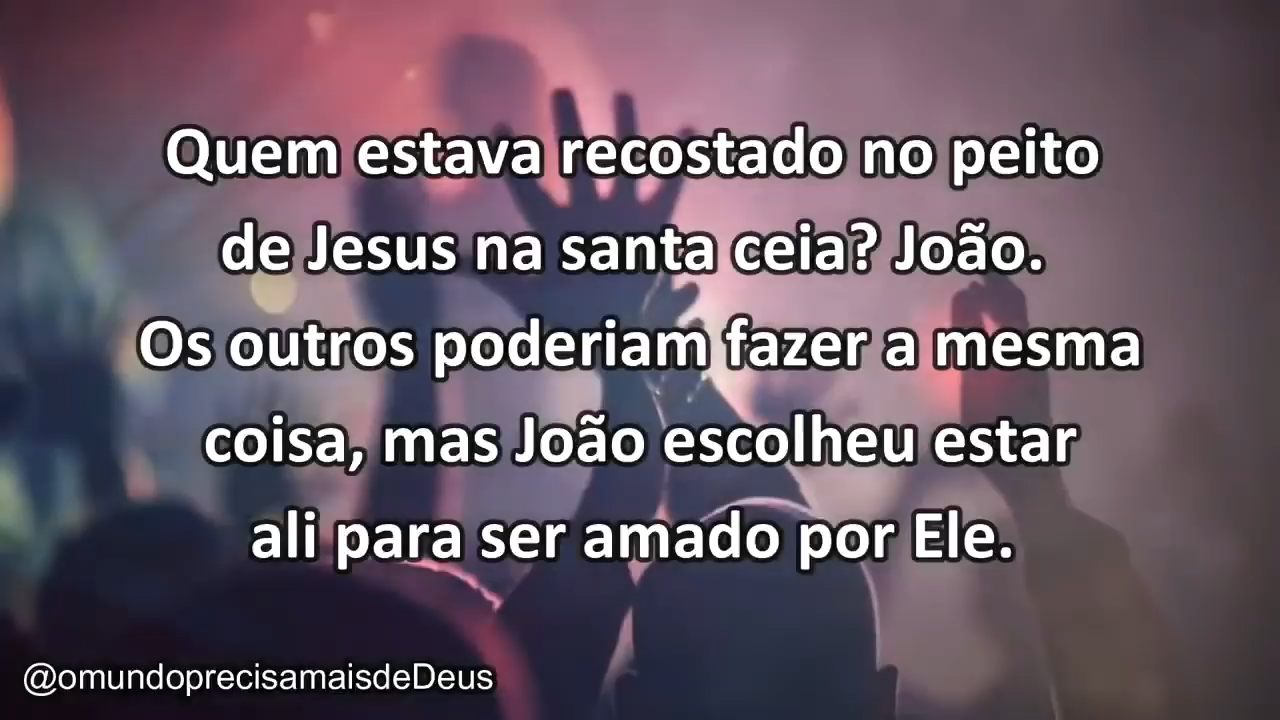 Quem estava recostado no peito
de Jesus na santa ceia? João.
Os outros poderiam fazer a mesma
coisa, mas João escolheu estar
ali para ser amado por Ele.
@omundoprecisamaisdeDeus